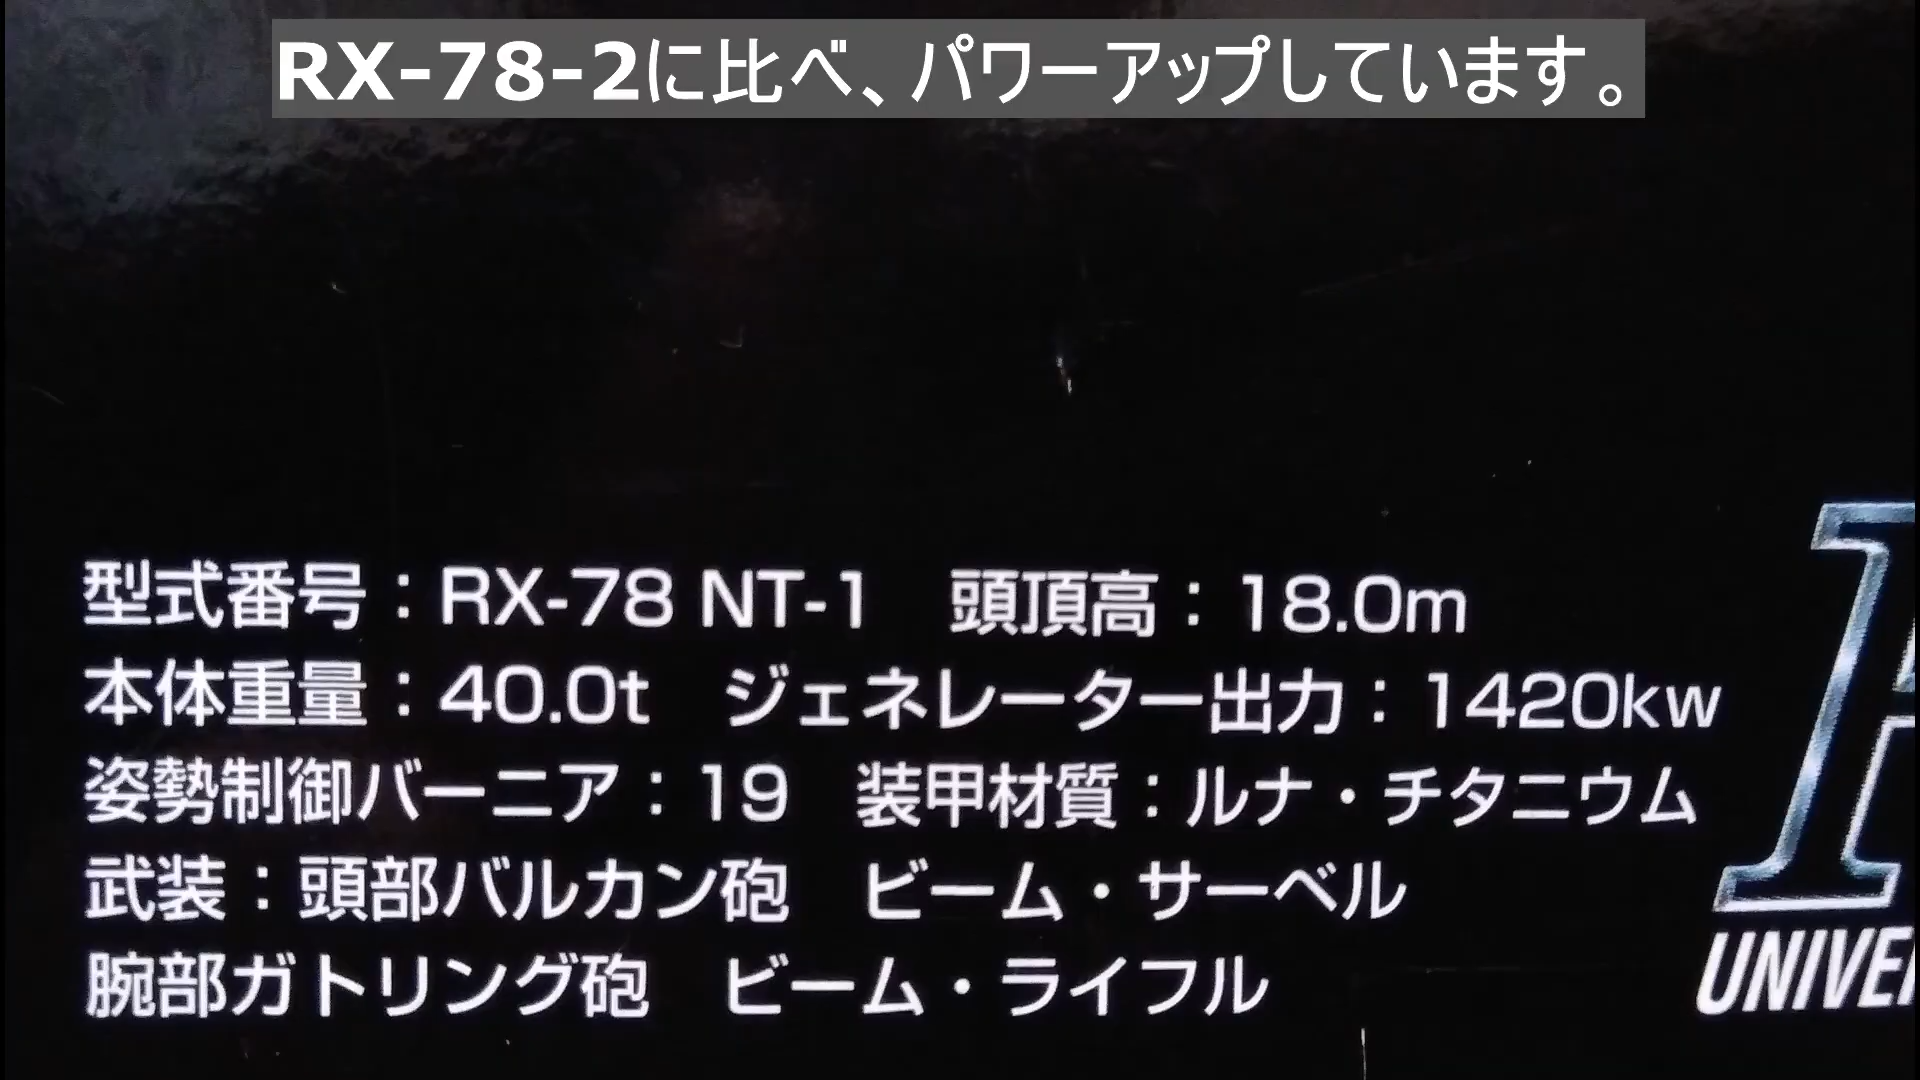 RX-78-2に比べ、パワーアップしています。
型式番号：RX-78 NT-1　頭頂高：18.0m
本体重量：40.0t　ジェネレーター出力：1420kw
姿勢制御バーニア：19　装甲材質：ルナ・チタニウム
武装：頭部バルカン砲　ビーム・サーベル
腕部ガトリング砲　ビーム・ライフル